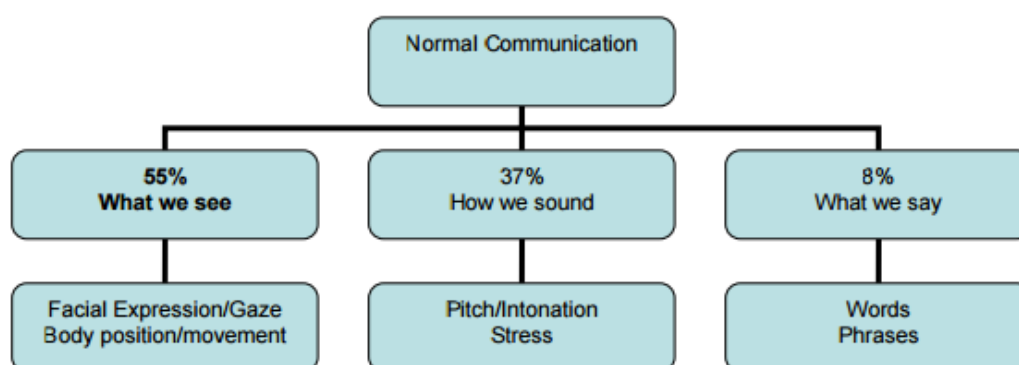 Normal Communication
55%
What we see
37%
How we sound
8%
What we say
Facial Expression/Gaze
Body position/movement
Pitch/Intonation
Stress
Words
Phrases